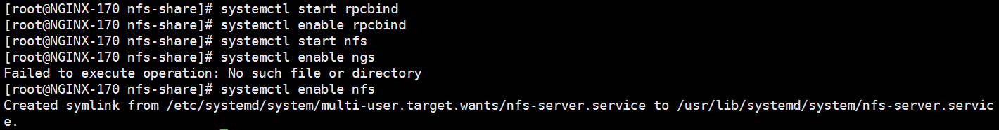 [root@NGINX-170 nfs-share]# systemctl start rpcbind
[root@NGINX-170 nfs-share]# systemctl enable rpcbind
[root@NGINX-170 nfs-share]# systemctl start nfs
[root@NGINX-170 nfs-share]# systemctl enable ngs
Failed to execute operation: No such file or directory
[root@NGINX-170 nfs-share]# systemctl enable nfs
Created symlink from /etc/systemd/system/multi-user.target.wants/nfs-server.service to /usr/lib/systemd/system/nfs-server.servic
e.